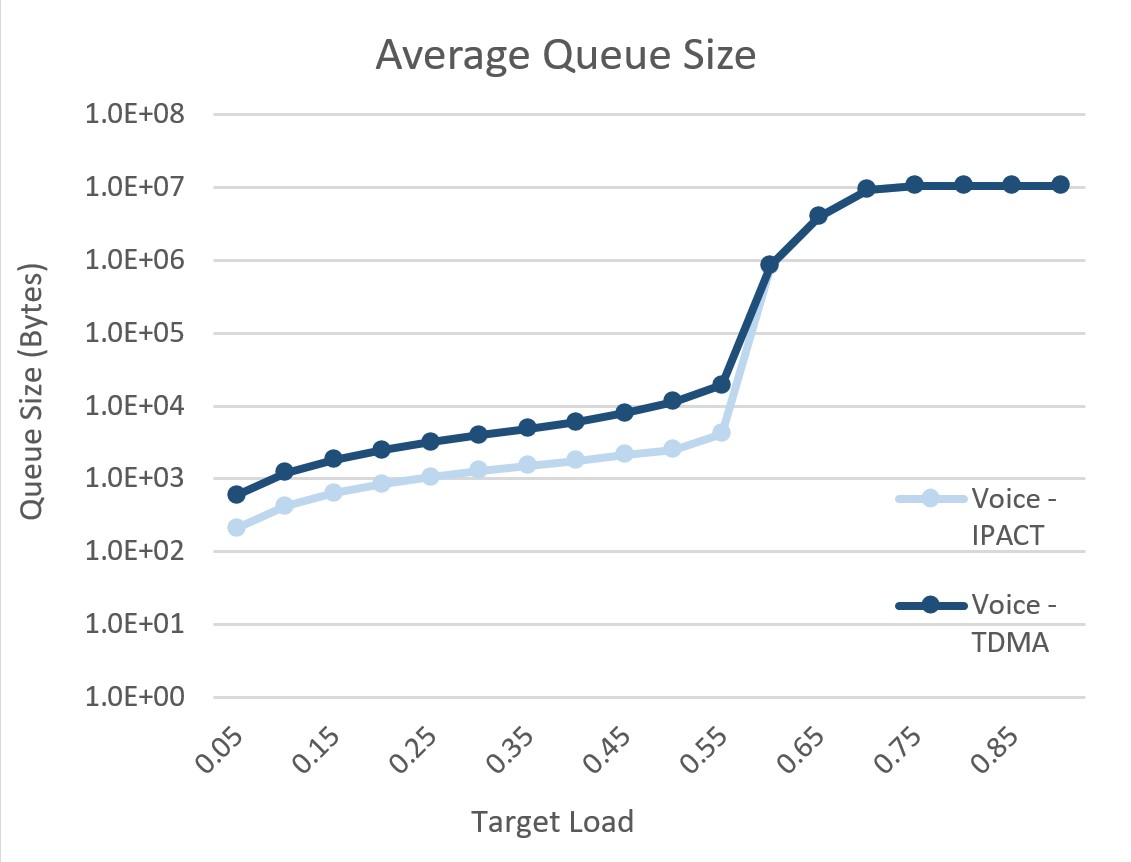 Average Queue Size
1.0E+08
1.0E+07
1.0E+06
1.0E+05
1.0E+04
1.0E+03
1.0E+02
1.0E+01
1.0E+00
Queue Size (Bytes)
Voice -
IPACT
Voice -
TDMA
0.05
0.15
0.25
0.35
0.45
0.55
0.65
0.75
0.85
Target Load